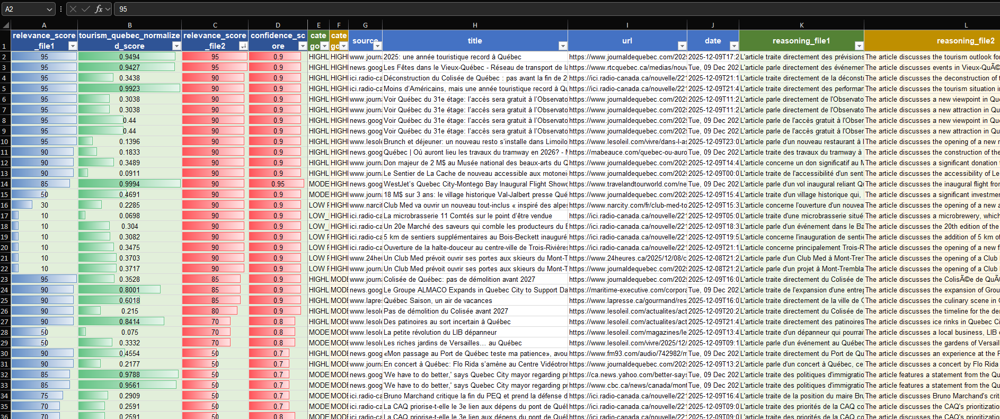 A2 fx 95
A B C D E F G H I J K L
1 relevance_score_file1 tourism_quebec_normalized_score relevance_score_file2 confidence_score catego catego source title url date reasoning_file1 reasoning_file2
2 95 0.9494 95 0.9 HIGHL HIGHI www.journa 2025: une année touristique record à Québec https://www.journaldequebec.com/202 2025-12-09T17:2 L'article traite directement des prévisions The article discusses the tourism outlook for
3 95 0.9427 95 0.9 HIGHL HIGHI news.goog Les Fêtes dans le Vieux-Québec - Réseau de transport de la https://www.rtcquebec.ca/medias/nouv Tue, 09 Dec 202 L'article parle directement des événemer The article discusses events in Vieux-QuÃ©
4 95 0.3438 90 0.9 HIGHL HIGHI ici.radio-ca Déconstruction du Colisée de Québec : pas avant la fin de 2 https://ici.radio-canada.ca/nouvelle/221 2025-12-09T21:1 L'article traite directement de la déconsti The article discusses the deconstruction of t
5 95 0.9923 90 0.9 HIGHL HIGHI ici.radio-ca Moins d'Américains, mais une année touristique record à Qu https://ici.radio-canada.ca/nouvelle/221 2025-12-09T21:4 L'article traite directement des performar The article discusses the tourism situation in
6 95 0.3038 90 0.9 HIGHL HIGHI www.journa Voir Québec du 31e étage: l'accès sera gratuit à l'Observato https://www.journaldequebec.com/202 2025-12-09T11:2 L'article parle directement de l'Observato The article discusses a new viewpoint in Que
7 95 0.3038 90 0.9 HIGHL HIGHI www.journa Voir Québec du 31e étage: l'accès sera gratuit à l'Observato https://www.journaldequebec.com/202 2025-12-09T11:2 L'article parle directement de l'Observato The article discusses a new attraction in Qu
8 95 0.44 90 0.9 HIGHL HIGHI news.goog Voir Québec du 31e étage: l'accès sera gratuit à l'Observato https://www.journaldequebec.com/202 Tue, 09 Dec 202 L'article parle de l'accès gratuit à l'Obser The article discusses a new viewpoint in Que
9 95 0.44 90 0.9 HIGHL HIGHI news.goog Voir Québec du 31e étage: l'accès sera gratuit à l'Observato https://www.journaldequebec.com/202 Tue, 09 Dec 202 L'article parle de l'accès gratuit à l'Obser The article discusses a new attraction in Qu
10 95 0.1396 90 0.9 HIGHL HIGHI www.lesole Brunch et déjeuner: un nouveau resto s'installe dans Limoilo https://www.lesoleil.com/vivre/dans-l-as 2025-12-09T23:0 L'article parle d'un nouveau restaurant à l The article discusses the opening of a new r
11 90 0.1833 90 0.9 HIGHL HIGHI news.goog Québec | Où auront lieu les travaux du tramway en 2026? - M https://mabeauce.com/quebec-ou-auro Tue, 09 Dec 202 L'article traite des travaux du tramway à The article discusses the construction of the
12 90 0.3489 90 0.9 HIGHL HIGHI www.journa Don majeur de 2 M$ au Musée national des beaux-arts du Q https://www.journaldequebec.com/202 2025-12-09T14:4 L'article concerne un don significatif au M The article discusses a significant donation
13 90 0.0911 90 0.9 HIGHL HIGHI www.journa Le Sentier de La Cache de nouveau accessible aux motonei https://www.journaldequebec.com/202 2025-12-09T00:0 L'article traite de l'accessibilité d'un sent The article discusses the accessibility of Le
14 85 0.9994 90 0.95 MODE HIGHI news.goog WestJet's Quebec City-Montego Bay Inaugural Flight Showc https://www.travelandtourworld.com/ne Tue, 09 Dec 202 L'article parle d'un vol inaugural reliant Qu The article discusses the inaugural flight fron
15 50 0.4691 90 0.9 MODE HIGHI www.journa 18 M$ sur 3 ans: le village historique Val-Jalbert presse Qué https://www.journaldequebec.com/202 2025-12-09T15:4 L'article traite d'un village historique qui, The article discusses a significant investmen
16 30 0.2285 90 0.9 LOW F HIGHI www.narcit Club Med va ouvrir un nouveau tout-inclus « inspiré des alpes https://www.narcity.com/fr/club-med-to 2025-12-09T15:3 L'article concerne l'ouverture d'un nouvea The article discusses the opening of a new a
17 10 0.0698 90 0.9 LOW_ HIGHI ici.radio-ca La microbrasserie 11 Comtés sur le point d'être vendue https://ici.radio-canada.ca/nouvelle/221 2025-12-09T05:0 L'article traite d'une microbrasserie situé The article discusses a microbrewery, which
18 10 0.304 90 0.9 LOW_ HIGHI ici.radio-ca Un 20e Marché des saveurs qui comble les producteurs du B https://ici.radio-canada.ca/nouvelle/221 2025-12-09T18:3 L'article parle d'un événement dans le Ba The article discusses the 20th edition of the
19 10 0.3082 90 0.9 LOW F HIGHI ici.radio-ca 5 km de sentiers supplémentaires au Bois-Beckett inauguré https://ici.radio-canada.ca/nouvelle/221 2025-12-09T19:5 L'article concerne l'inauguration de senti The article discusses the addition of 5 km of
20 10 0.3475 90 0.9 LOW F HIGHI ici.radio-ca Ouverture de la halte-douceur au centre-ville de Trois-Rivières https://ici.radio-canada.ca/nouvelle/221 2025-12-09T21:1 L'article concerne principalement Trois-R The article discusses the opening of a new f
21 10 0.3703 90 0.9 LOW F HIGHI www.24heu Un Club Med prévoit ouvrir ses portes aux skieurs du Mont-T https://www.24heures.ca/2025/12/08/c 2025-12-08T21:2 L'article parle d'un Club Med à Mont-Trer The article discusses the opening of a Club
22 10 0.3717 90 0.9 LOW F HIGHI www.journa Un Club Med prévoit ouvrir ses portes aux skieurs du Mont-T https://www.journaldequebec.com/202 2025-12-08T21:2 L'article parle d'un projet à Mont-Trembla The article discusses the opening of a Club
23 95 0.3528 85 0.9 HIGHL MODE www.journa Colisée de Québec: pas de démolition avant 2027 https://www.journaldequebec.com/202 2025-12-09T16:0 L'article traite directement du Colisée de The article discusses the ColisÃ©e de QuÃ
24 90 0.8001 85 0.9 HIGHL MODE news.goog Le Groupe ALMACO Expands in Quebec City to Support Da https://maritime-executive.com/corpora Tue, 09 Dec 202 L'article traite de l'expansion d'une entrep The article discusses the expansion of Grou
25 90 0.6018 85 0.9 HIGHL MODE www.lapres Québec Saison, un air de vacances https://www.lapresse.ca/gourmand/res 2025-12-09T16:0 L'article traite directement de la ville de C The article discusses the culinary scene in
26 90 0.215 80 0.9 HIGHL MODE www.lesole Pas de démolition du Colisée avant 2027 https://www.lesoleil.com/actualites/act 2025-12-09T20:2 L'article traite directement du Colisée de The article discusses the timeline for the der
27 90 0.8414 70 0.8 HIGHL MODE www.lesole Des patinoires au sort incertain à Québec https://www.lesoleil.com/actualites/act 2025-12-09T21:4 L'article traite directement des patinoires The article discusses ice rinks in Quebec Ci
28 50 0.075 70 0.8 MODE MODE www.lesole La petite révolution du LIB dépanneur https://www.lesoleil.com/magazines/le 2025-12-09T13:4 L'article traite d'un dépanneur qui pourrai The article discusses a local business, LIB
29 50 0.3332 70 0.8 MODE MODE www.lesole Les riches jardins de Versailles… au Québec https://www.lesoleil.com/vivre/2025/12/ 2025-12-09T09:1 L'article parle d'un événement au Québec The article discusses the gardens of Versail
30 90 0.4554 50 0.7 HIGHL MODE news.goog «Mon passage au Port de Québec teste ma patience», avou https://www.fm93.com/audio/742982/m Tue, 09 Dec 202 L'article traite directement du Port de Qu The article discusses an experience at the P
31 90 0.2177 50 0.7 HIGHL MODE www.journa En concert à Québec: Flo Rida s'amène au Centre Vidéotron https://www.journaldequebec.com/202 2025-12-09T13:2 L'article parle d'un concert à Québec, ce The article discusses a concert by Flo Rida
32 85 0.9788 50 0.7 MODE MODE news.goog 'We have to do better,' says Quebec City mayor regarding pr https://ca.news.yahoo.com/better-says Tue, 09 Dec 202 L'article traite des politiques d'immigratio The article features a statement from the Qu
33 85 0.9561 50 0.7 MODE MODE news.goog 'We have to do better,' says Quebec City mayor regarding pr https://www.cbc.ca/news/canada/mont Tue, 09 Dec 202 L'article traite des politiques d'immigratio The article features a statement from the Qu
34 75 0.2909 50 0.7 MODE MODE ici.radio-ca Bruno Marchand critique la fin du PEQ et prend la défense d https://ici.radio-canada.ca/nouvelle/221 2025-12-09T16:4 L'article traite de la position du maire Bru The article discusses Bruno Marchand's criti
35 70 0.2591 50 0.7 MODE MODE ici.radio-ca La CAQ priorise-t-elle le 3e lien aux dépens du pont de Quél https://ici.radio-canada.ca/nouvelle/221 2025-12-09T09:0 L'article traite des priorités de la CAQ co The article discusses the CAQ's prioritization
36 70 0.2591 50 0.8 MODE MODE ici.radio-ca La CAQ priorise-t-elle le 3e lien aux dépens du pont de Quél https://ici.radio-canada.ca/nouvelle/221 2025-12-09T09:0 L'article traite des priorités de la CAQ co The article discusses the CAQ's prioritization